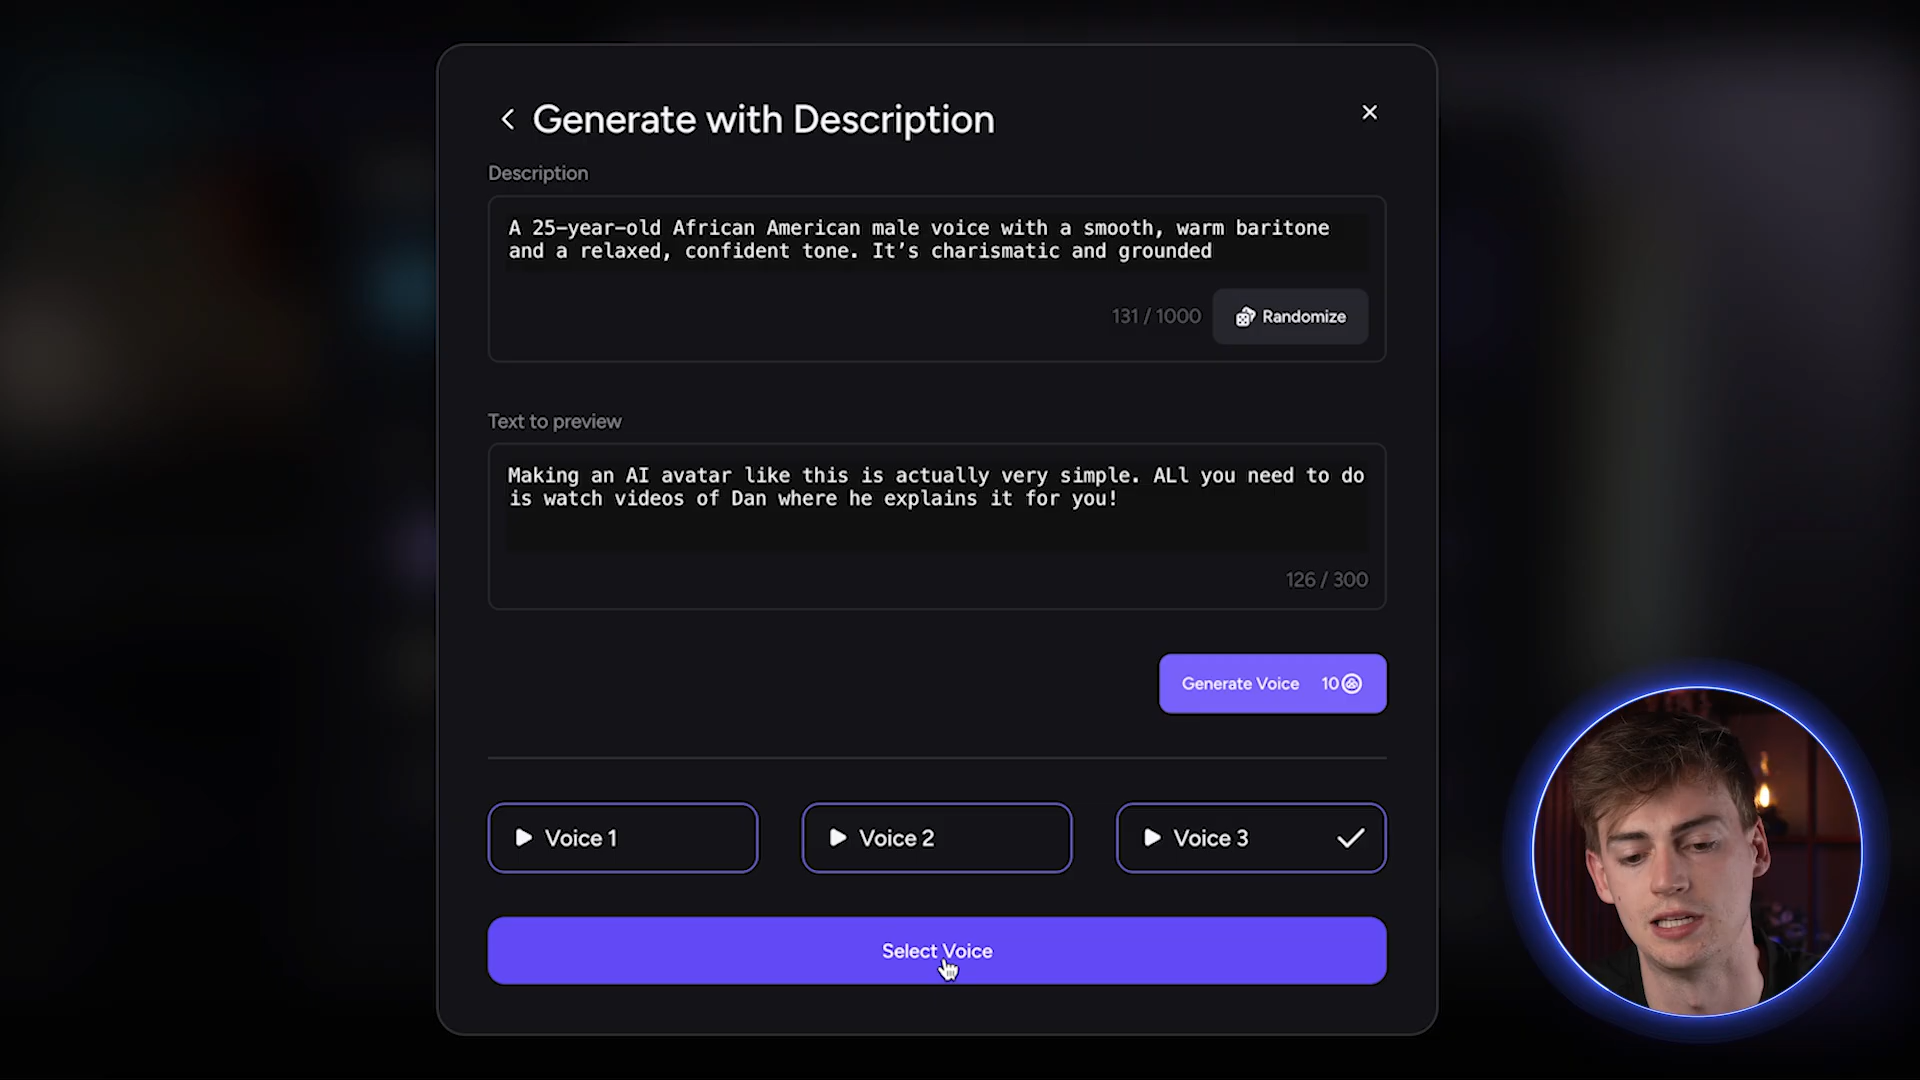 Generate with Description
Description
A 25-year-old African American male voice with a smooth, warm baritone
and a relaxed, confident tone. It’s charismatic and grounded
131 / 1000
Randomize
Text to preview
Making an AI avatar like this is actually very simple. ALl you need to do
is watch videos of Dan where he explains it for you!
126 / 300
Generate Voice 10
Voice 1
Voice 2
Voice 3
Select Voice